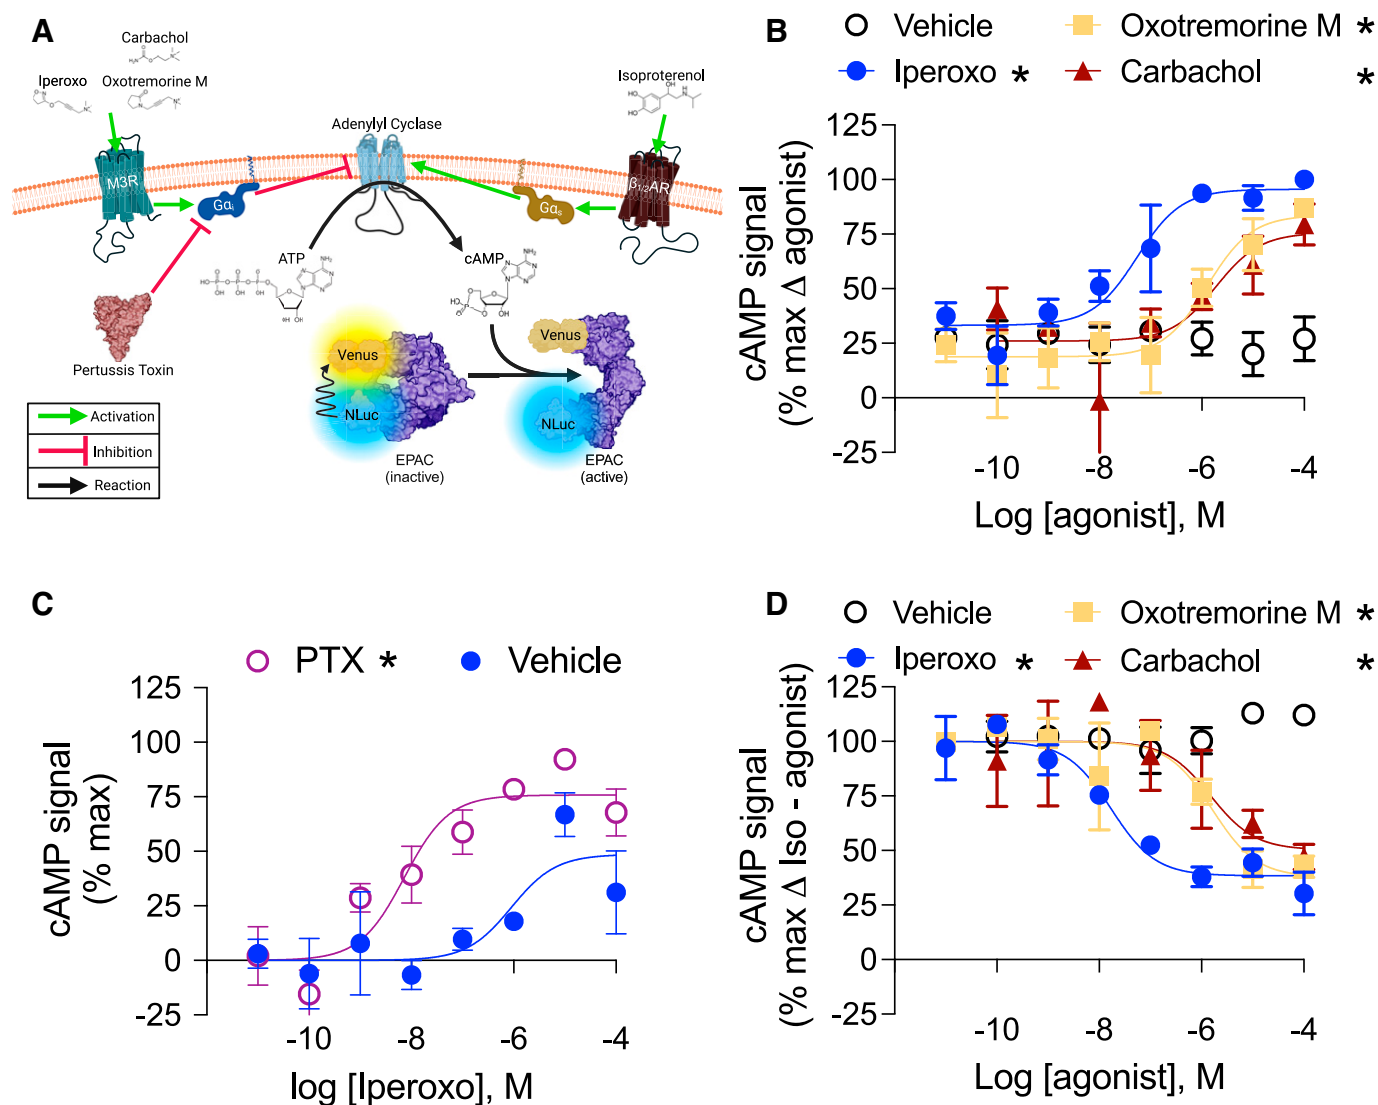 A
Carbachol
Iperoxo
Oxotremorine M
Isoproterenol
Adenylyl Cyclase
M3R
Gαi
Gαs
β1/2AR
ATP
cAMP
Pertussis Toxin
Venus
NLuc
EPAC
(inactive)
Venus
NLuc
EPAC
(active)
Activation
Inhibition
Reaction
B
Vehicle
Oxotremorine M *
Iperoxo *
Carbachol *
cAMP signal
(% max Δ agonist)
125
100
75
50
25
0
-25
-10 -8 -6 -4
Log [agonist], M
C
PTX *
Vehicle
cAMP signal
(% max)
125
100
75
50
25
0
-25
-10 -8 -6 -4
log [Iperoxo], M
D
Vehicle
Oxotremorine M *
Iperoxo *
Carbachol *
cAMP signal
(% max Δ Iso - agonist)
125
100
75
50
25
0
-25
-10 -8 -6 -4
Log [agonist], M